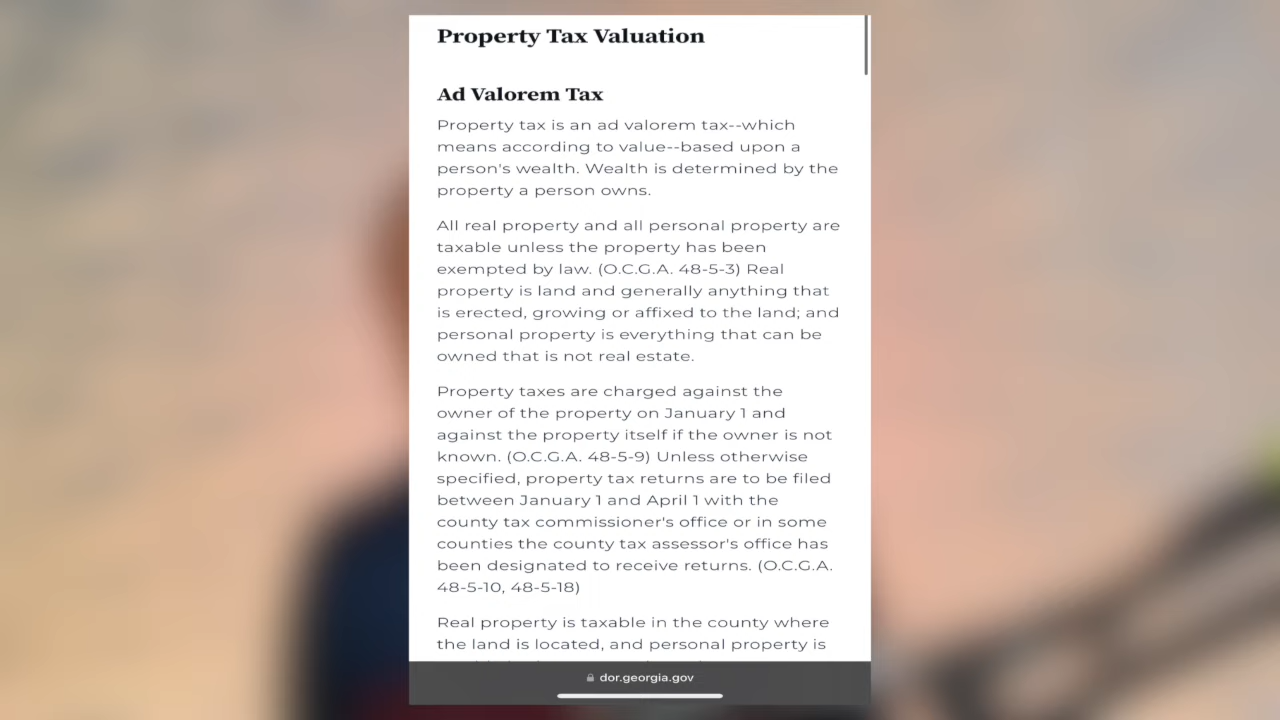 Property Tax Valuation
Ad Valorem Tax
Property tax is an ad valorem tax--which
means according to value--based upon a
person's wealth. Wealth is determined by the
property a person owns.
All real property and all personal property are
taxable unless the property has been
exempted by law. (O.C.G.A. 48-5-3) Real
property is land and generally anything that
is erected, growing or affixed to the land; and
personal property is everything that can be
owned that is not real estate.
Property taxes are charged against the
owner of the property on January 1 and
against the property itself if the owner is not
known. (O.C.G.A. 48-5-9) Unless otherwise
specified, property tax returns are to be filed
between January 1 and April 1 with the
county tax commissioner's office or in some
counties the county tax assessor's office has
been designated to receive returns. (O.C.G.A.
48-5-10, 48-5-18)
Real property is taxable in the county where
the land is located, and personal property is
dor.georgia.gov